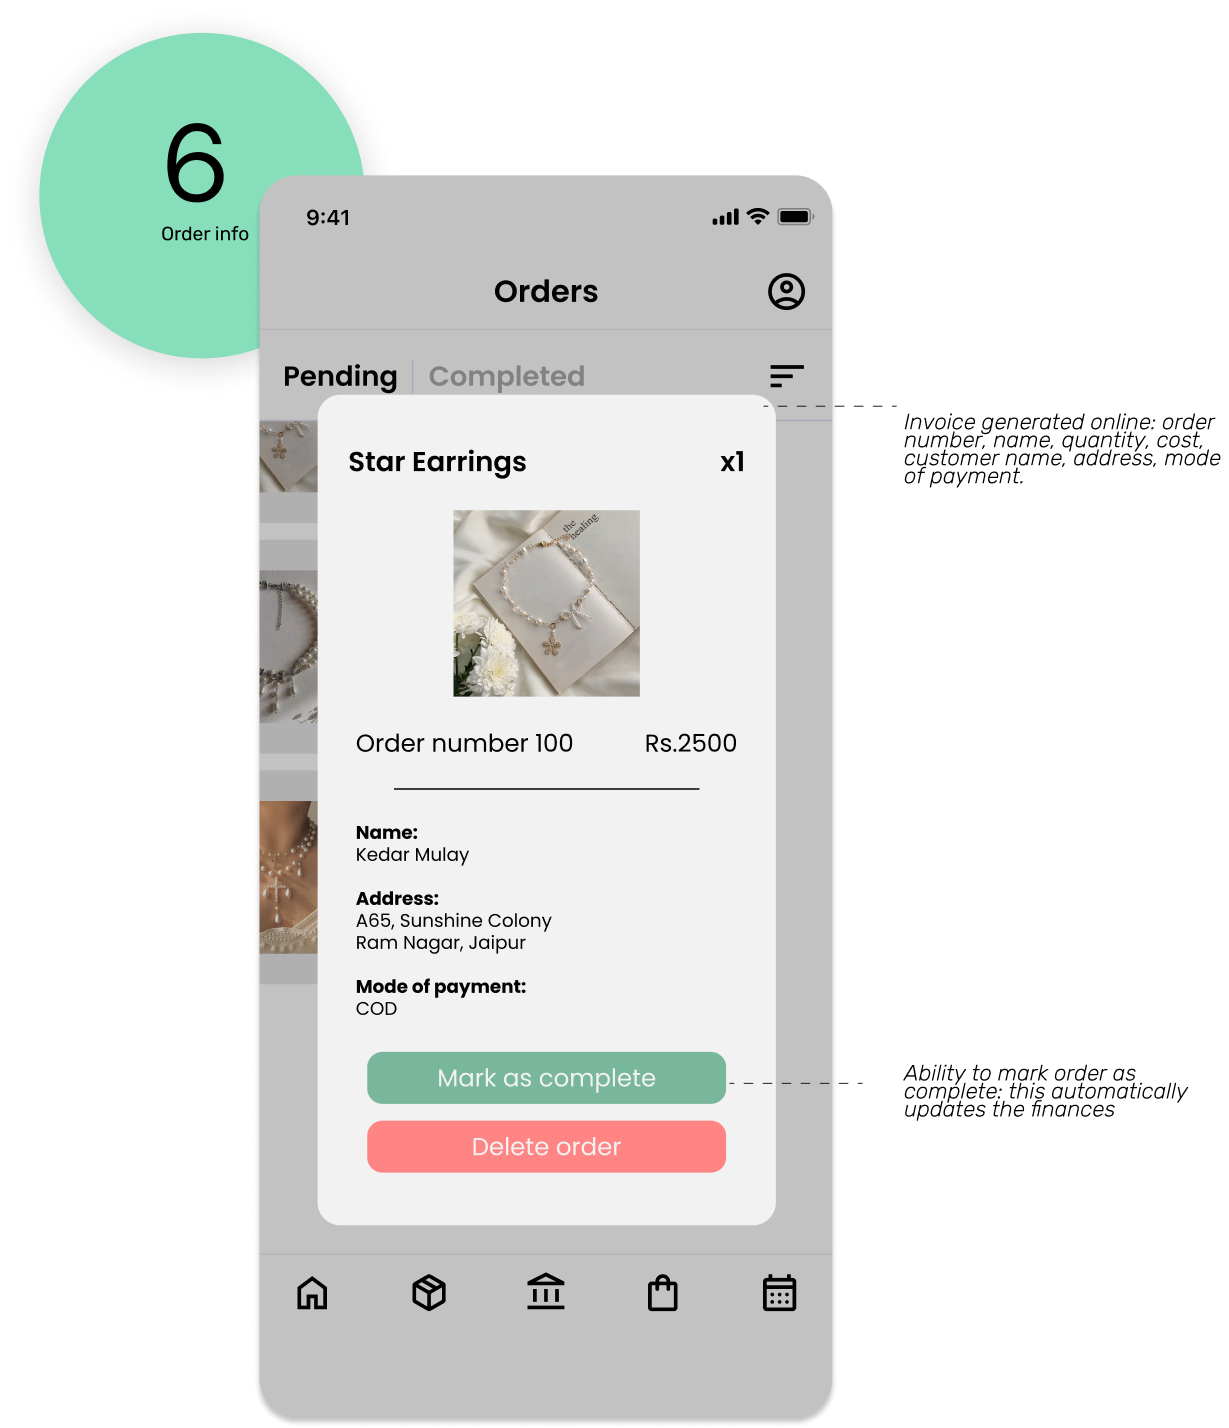 6
Order info
9:41
Orders
Pending
Completed
Star Earrings
x1
the
healing
Order number 100
Rs.2500
Name:
Kedar Mulay
Address:
A65, Sunshine Colony
Ram Nagar, Jaipur
Mode of payment:
COD
Mark as complete
Delete order
Invoice generated online: order
number, name, quantity, cost,
customer name, address, mode
of payment.
Ability to mark order as
complete: this automatically
updates the finances